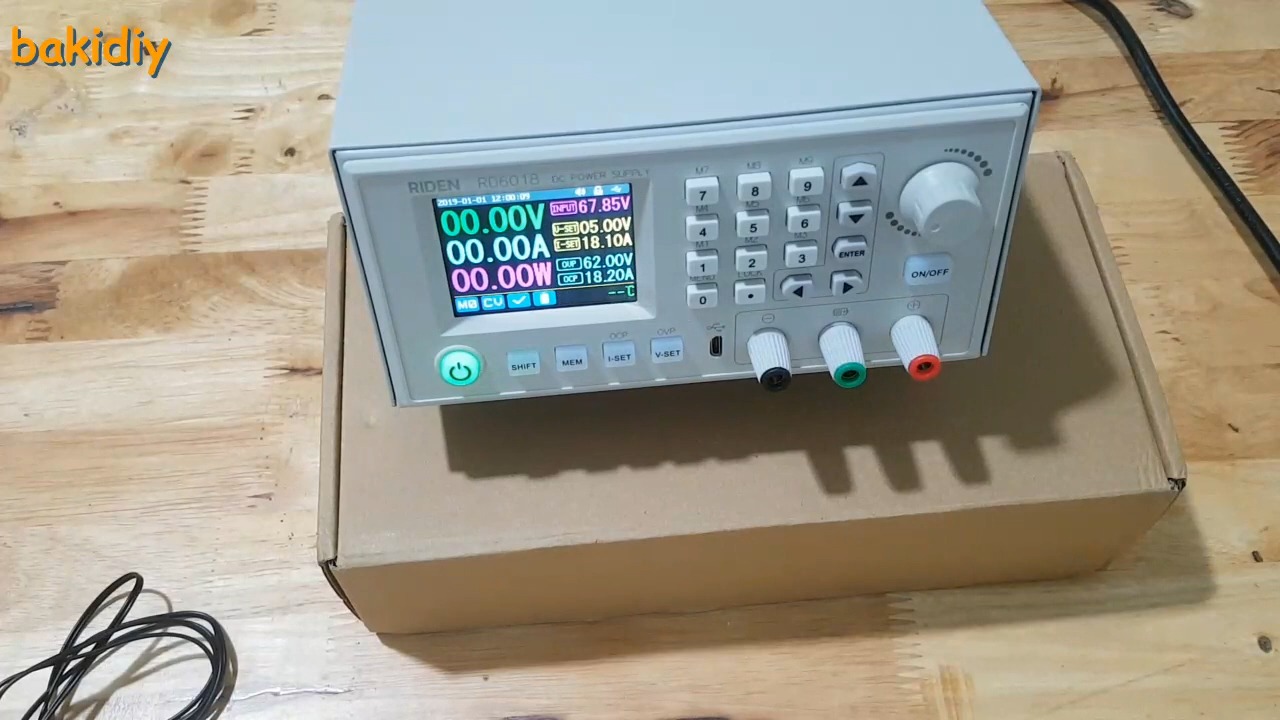 bakidiy
RIDEN RD6018 DC POWER SUPPLY
2019-01-01 12:00:09
00.00V
INPUT 67.85V
00.00A
V-SET 05.00V
I-SET 18.10A
00.00W
OVP 62.00V
OCP 18.20A
M0 CV --℃
M7 M8 M9
7 8 9
M4 M5 M6
4 5 6
M1 M2 M3
1 2 3 ENTER
MENU LOCK
0 •
ON/OFF
OCP OVP
SHIFT MEM I-SET V-SET